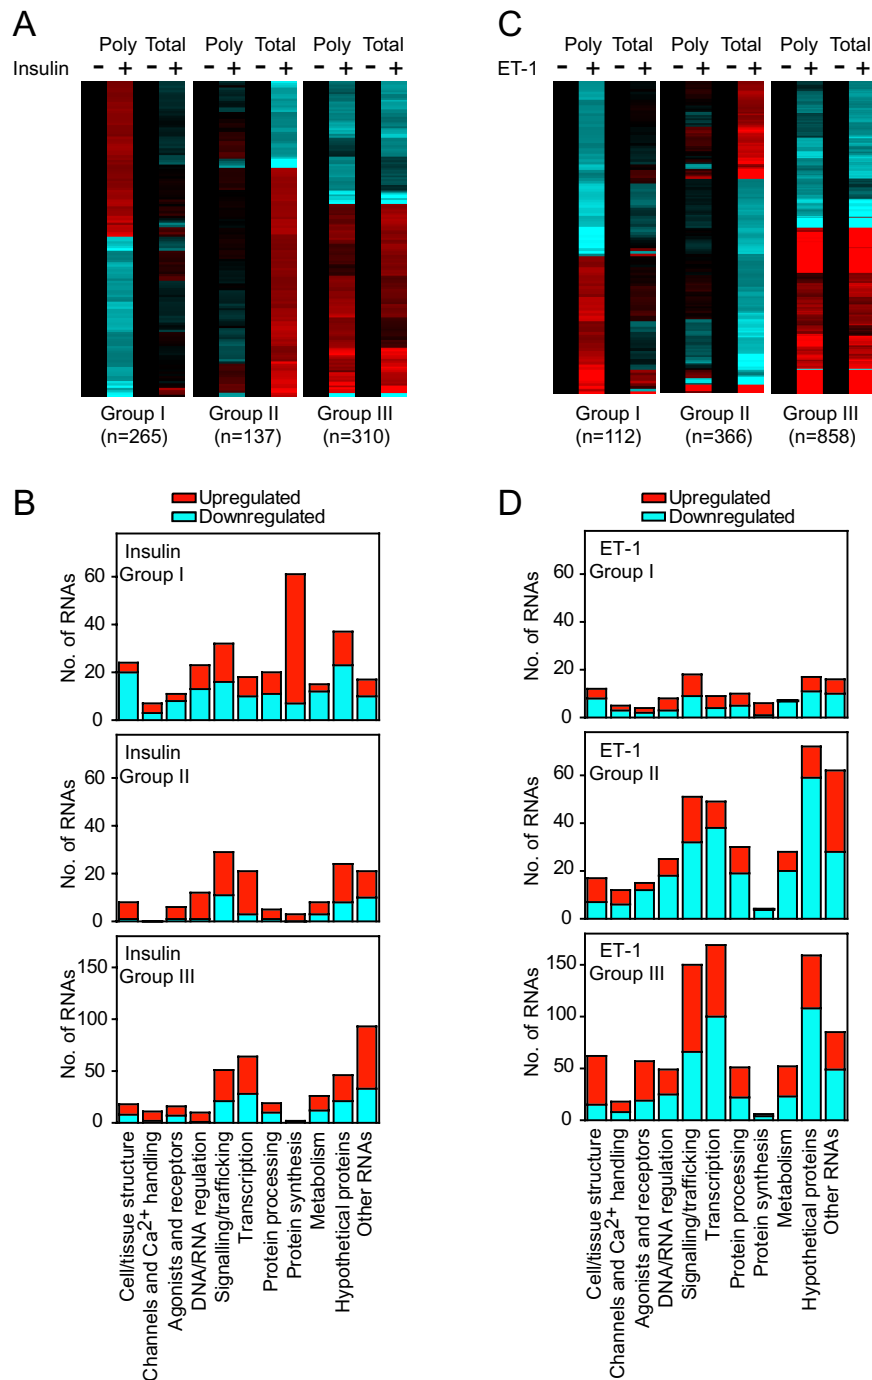 A
Poly Total Poly Total Poly Total
Insulin - + - + - + - + - + - +
Group I Group II Group III
(n=265) (n=137) (n=310)
C
Poly Total Poly Total Poly Total
ET-1 - + - + - + - + - + - +
Group I Group II Group III
(n=112) (n=366) (n=858)
B
Upregulated
Downregulated
Insulin
Group I
No. of RNAs
60
40
20
0
Insulin
Group II
No. of RNAs
60
40
20
0
Insulin
Group III
No. of RNAs
150
100
50
0
Cell/tissue structure
Channels and Ca2+ handling
Agonists and receptors
DNA/RNA regulation
Signalling/trafficking
Transcription
Protein processing
Protein synthesis
Metabolism
Hypothetical proteins
Other RNAs
D
Upregulated
Downregulated
ET-1
Group I
No. of RNAs
60
40
20
0
ET-1
Group II
No. of RNAs
60
40
20
0
ET-1
Group III
No. of RNAs
150
100
50
0
Cell/tissue structure
Channels and Ca2+ handling
Agonists and receptors
DNA/RNA regulation
Signalling/trafficking
Transcription
Protein processing
Protein synthesis
Metabolism
Hypothetical proteins
Other RNAs